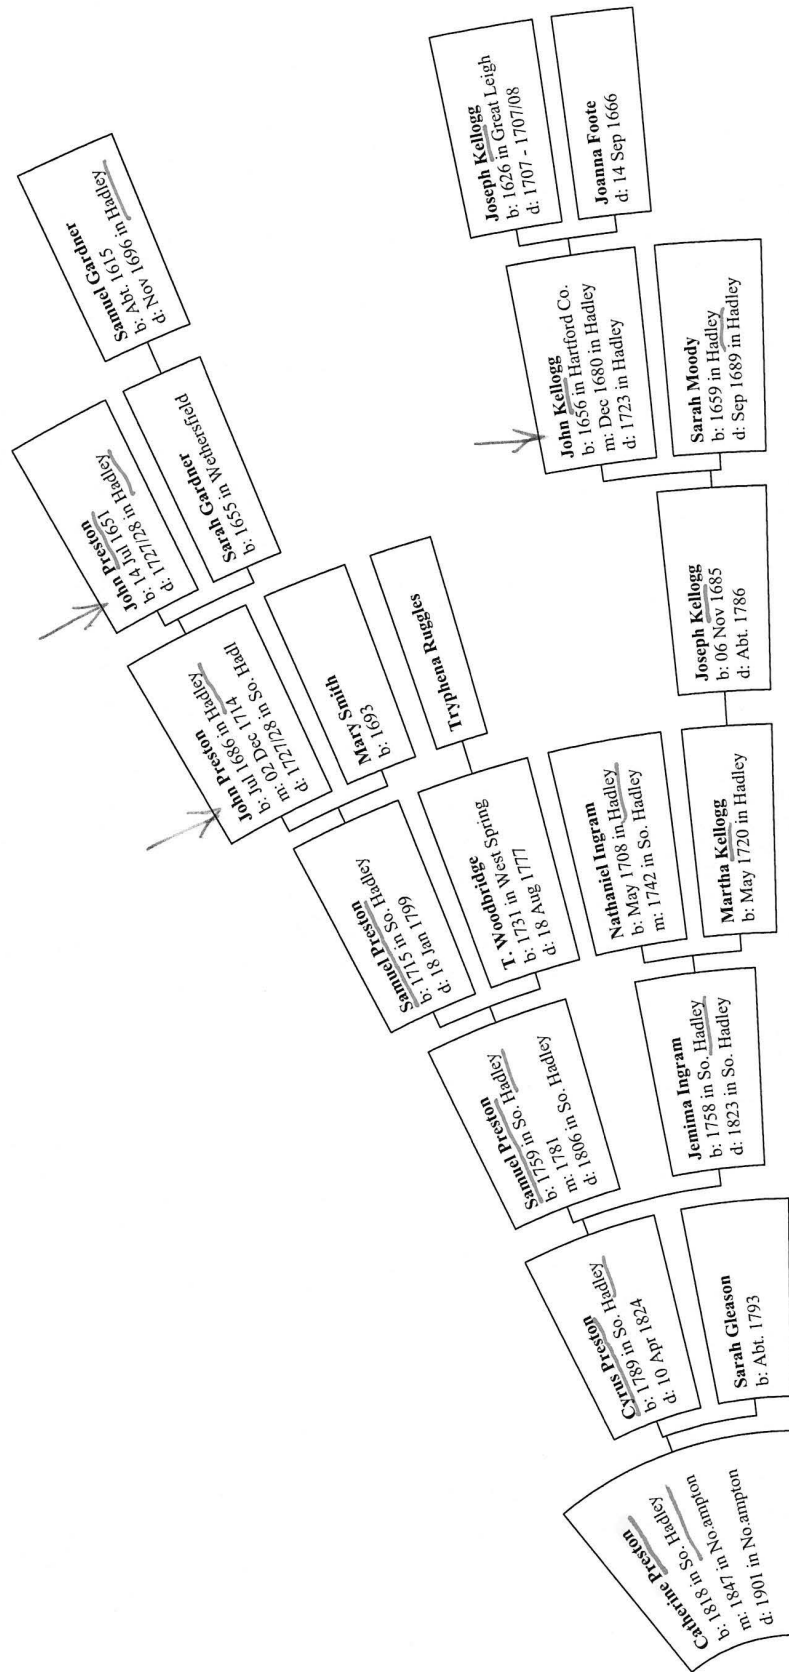 Samuel Gardner
b: Abt. 1615
d: Nov 1696 in Hadley
John Preston
b: 14 Jul 1651
d: 1727/28 in Hadley
Sarah Gardner
b: 1655 in Wethersfield
John Preston
b: Jul 1686 in Hadley
m: 02 Dec 1714
d: 1727/28 in So. Hadl
Mary Smith
b: 1693
Tryphena Ruggles
Samuel Preston
b: 1715 in So. Hadley
d: 18 Jan 1799
T. Woodbridge
b: 1731 in West Spring
d: 18 Aug 1777
Samuel Preston
b: 1759 in So. Hadley
m: 1781
d: 1806 in So. Hadley
Nathaniel Ingram
b: May 1708 in Hadley
m: 1742 in So. Hadley
Martha Kellogg
b: May 1720 in Hadley
Jemima Ingram
b: 1758 in So. Hadley
d: 1823 in So. Hadley
Joseph Kellogg
b: 1626 in Great Leigh
d: 1707 - 1707/08
Joanna Foote
d: 14 Sep 1666
John Kellogg
b: 1656 in Hartford Co.
m: Dec 1680 in Hadley
d: 1723 in Hadley
Sarah Moody
b: 1659 in Hadley
d: Sep 1689 in Hadley
Joseph Kellogg
b: 06 Nov 1685
d: Abt. 1786
Cyrus Preston
b: 1789 in So. Hadley
d: 10 Apr 1824
Sarah Gleason
b: Abt. 1793
Catherine Preston
b: 1818 in So. Hadley
m: 1847 in No.ampton
d: 1901 in No.ampton